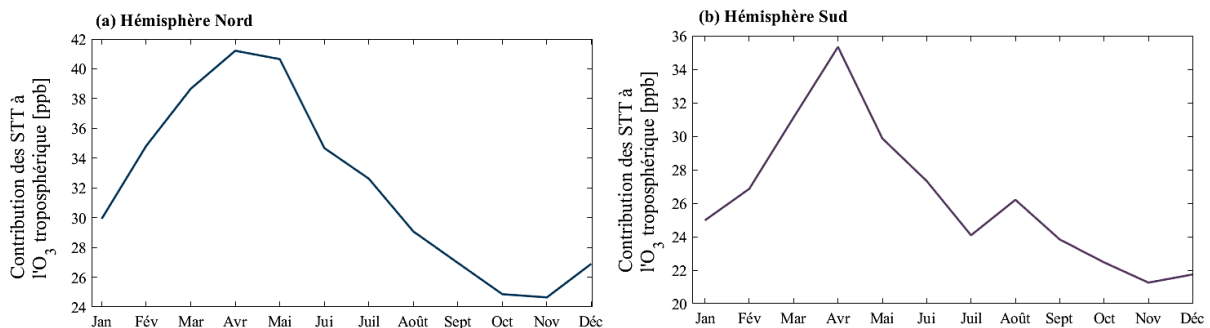 (a) Hémisphère Nord
Contribution des STT à
l'O3 troposphérique [ppb]
42
40
38
36
34
32
30
28
26
24
Jan Fév Mar Avr Mai Jui Juil Août Sept Oct Nov Déc
(b) Hémisphère Sud
Contribution des STT à
l'O3 troposphérique [ppb]
36
34
32
30
28
26
24
22
20
Jan Fév Mar Avr Mai Jui Juil Août Sept Oct Nov Déc